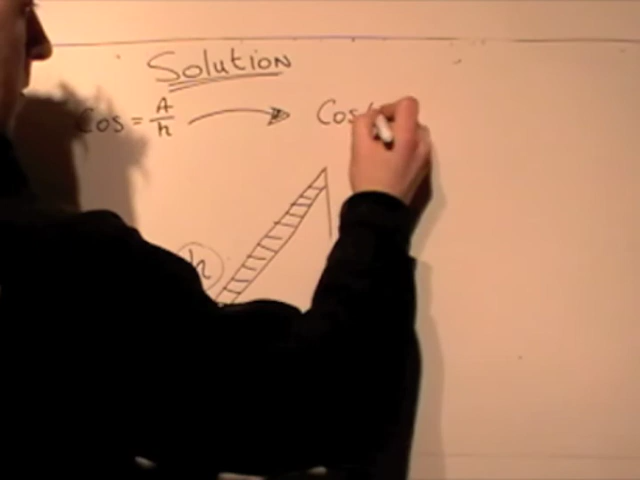 Solution
Cos = A/h → Cos(
h